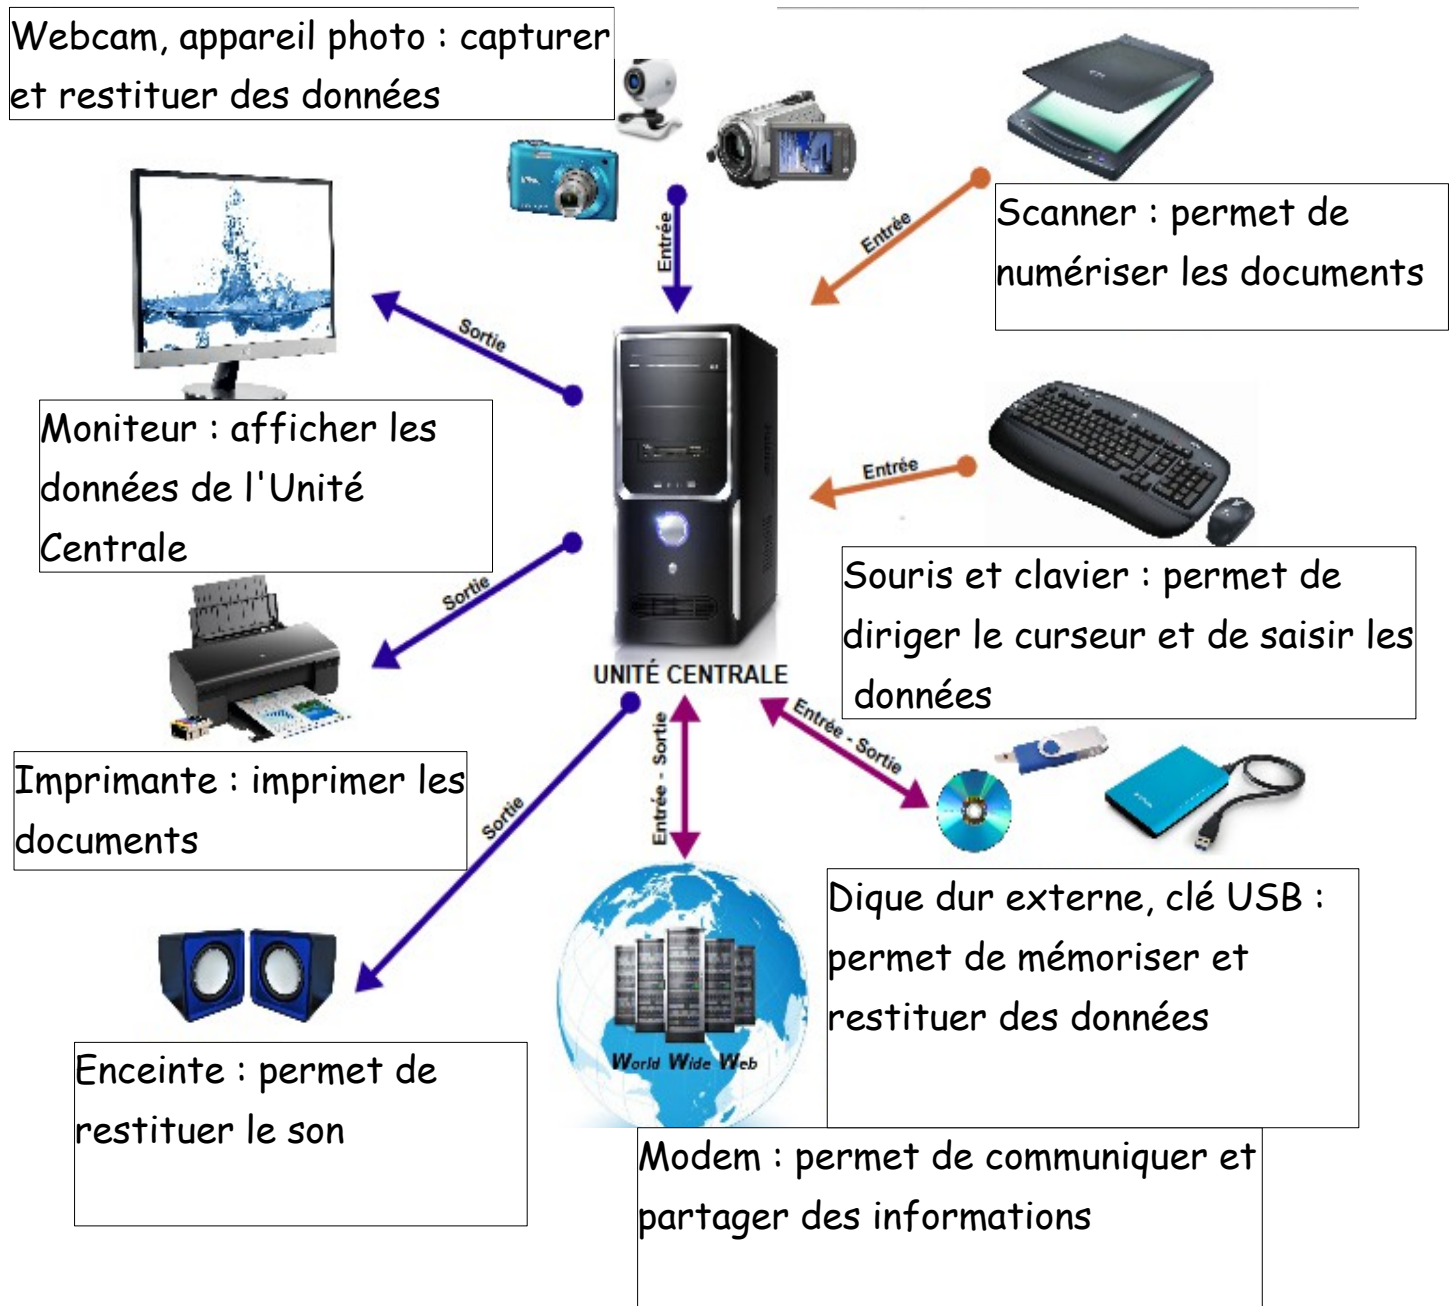 Webcam, appareil photo : capturer
et restituer des données
Entrée
Entrée
Scanner : permet de
numériser les documents
Sortie
Moniteur : afficher les
données de l'Unité
Centrale
Entrée
Souris et clavier : permet de
diriger le curseur et de saisir les
données
Sortie
UNITÉ CENTRALE
Imprimante : imprimer les
documents
Sortie
Entrée - Sortie
Entrée - Sortie
Dique dur externe, clé USB :
permet de mémoriser et
restituer des données
World Wide Web
Enceinte : permet de
restituer le son
Modem : permet de communiquer et
partager des informations